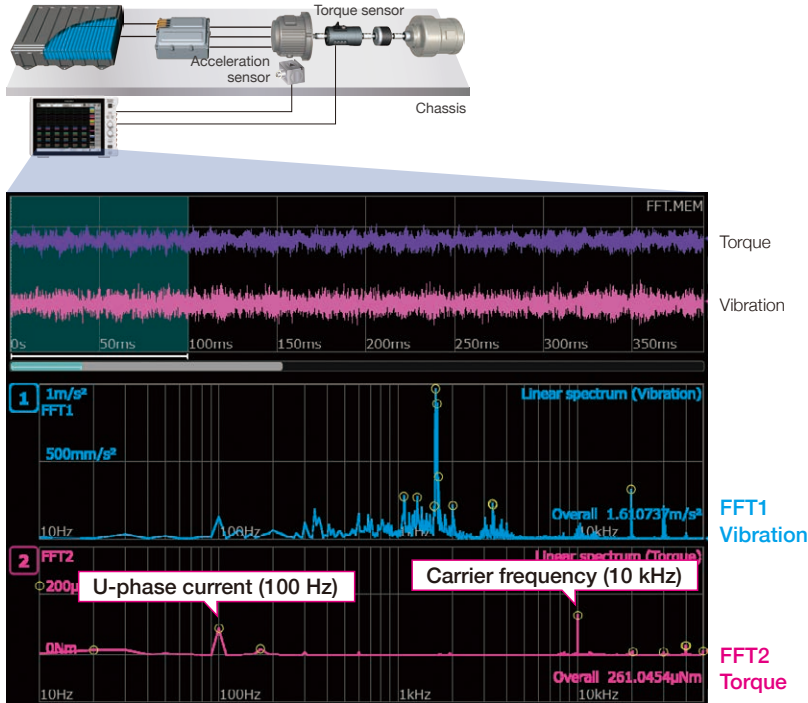 Torque sensor
Acceleration
sensor
Chassis
FFT.MEM
Torque
Vibration
0s 50ms 100ms 150ms 200ms 250ms 300ms 350ms
1 1m/s² Linear spectrum (Vibration)
FFT1
500mm/s²
Overall 1.610737m/s²
10Hz 100Hz 1kHz 10kHz
FFT1
Vibration
2 FFT2 Linear spectrum (Torque)
200µ
U-phase current (100 Hz)
Carrier frequency (10 kHz)
0Nm
Overall 261.0454µNm
10Hz 100Hz 1kHz 10kHz
FFT2
Torque